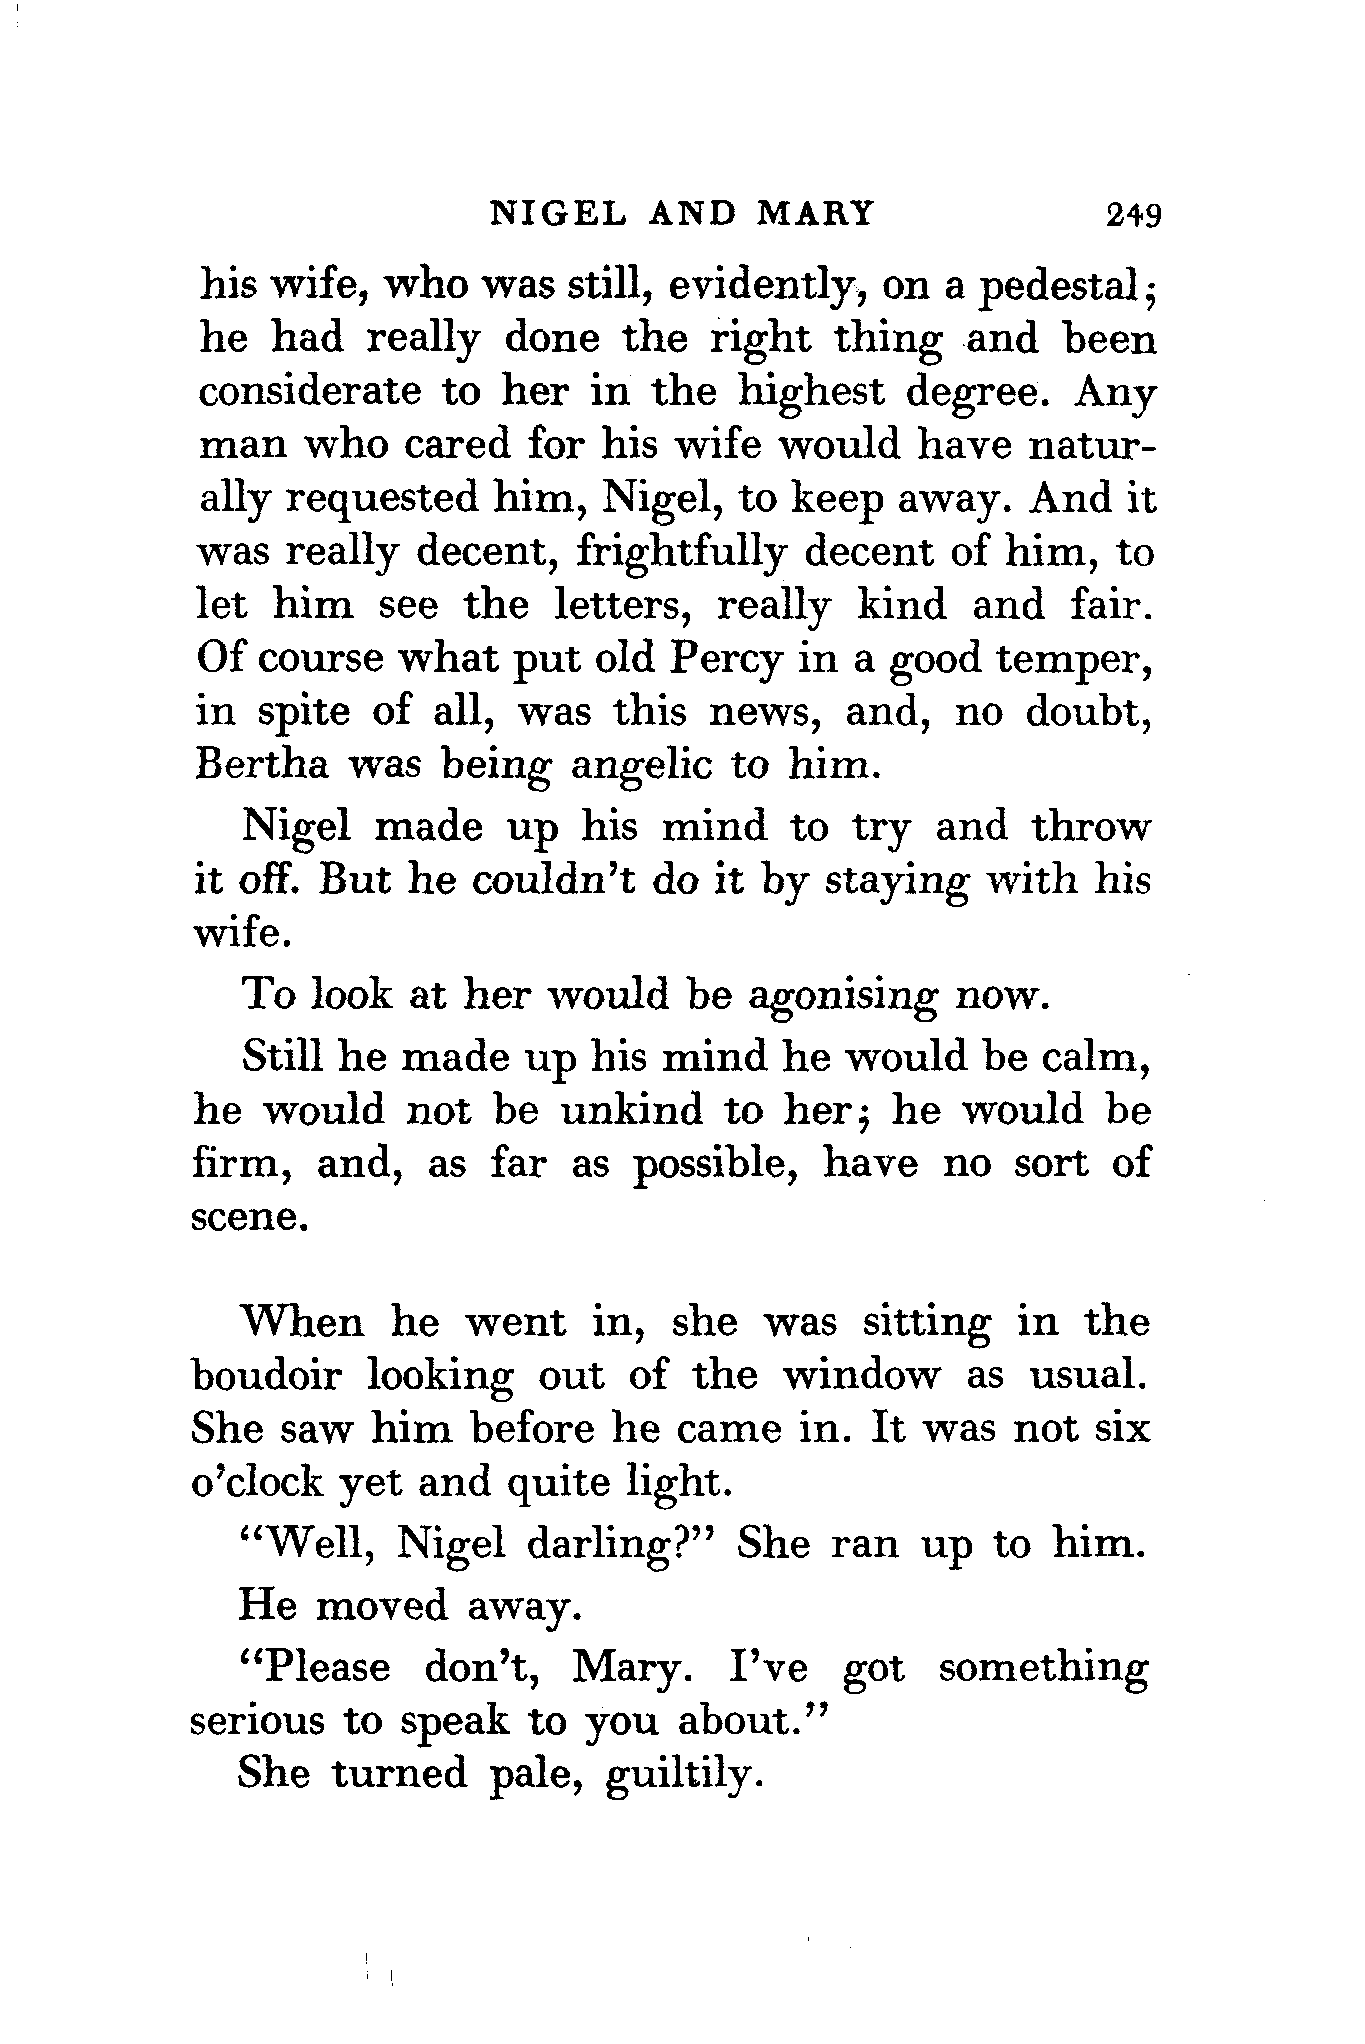 NIGEL AND MARY 249
his wife, who was still, evidently, on a pedestal;
he had really done the right thing and been
considerate to her in the highest degree. Any
man who cared for his wife would have natur-
ally requested him, Nigel, to keep away. And it
was really decent, frightfully decent of him, to
let him see the letters, really kind and fair.
Of course what put old Percy in a good temper,
in spite of all, was this news, and, no doubt,
Bertha was being angelic to him.
Nigel made up his mind to try and throw
it off. But he couldn't do it by staying with his
wife.
To look at her would be agonising now.
Still he made up his mind he would be calm,
he would not be unkind to her; he would be
firm, and, as far as possible, have no sort of
scene.
When he went in, she was sitting in the
boudoir looking out of the window as usual.
She saw him before he came in. It was not six
o'clock yet and quite light.
"Well, Nigel darling?" She ran up to him.
He moved away.
"Please don't, Mary. I've got something
serious to speak to you about."
She turned pale, guiltily.